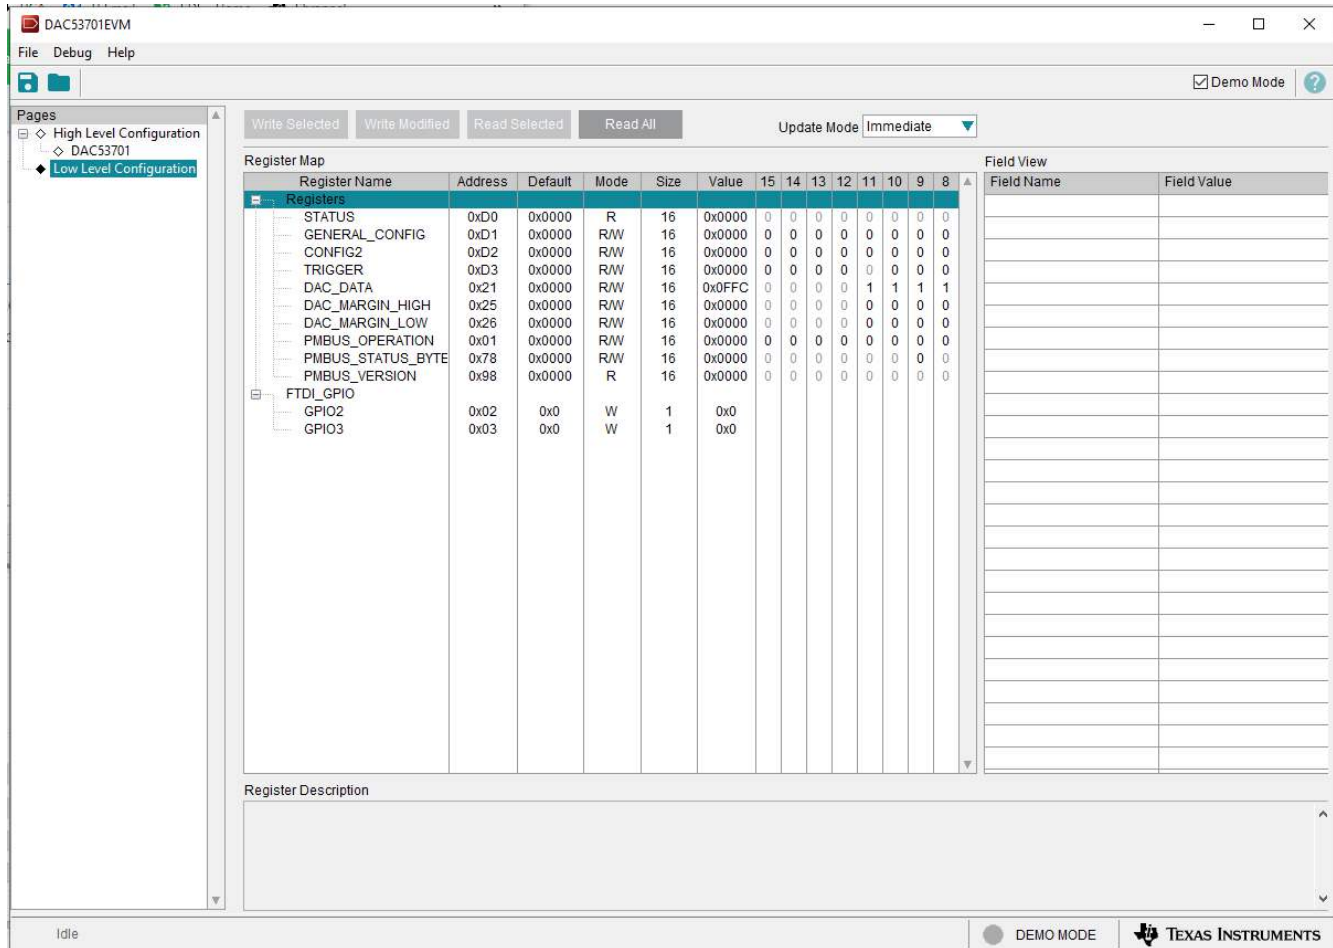 DAC53701EVM
File Debug Help
Demo Mode
Pages
High Level Configuration
DAC53701
Low Level Configuration
Write Selected Write Modified Read Selected Read All Update Mode Immediate
Register Map
Register Name Address Default Mode Size Value 15 14 13 12 11 10 9 8
Registers
STATUS 0xD0 0x0000 R 16 0x0000 0 0 0 0 0 0 0 0
GENERAL_CONFIG 0xD1 0x0000 R/W 16 0x0000 0 0 0 0 0 0 0 0
CONFIG2 0xD2 0x0000 R/W 16 0x0000 0 0 0 0 0 0 0 0
TRIGGER 0xD3 0x0000 R/W 16 0x0000 0 0 0 0 0 0 0 0
DAC_DATA 0x21 0x0000 R/W 16 0x0FFC 0 0 0 0 1 1 1 1
DAC_MARGIN_HIGH 0x25 0x0000 R/W 16 0x0000 0 0 0 0 0 0 0 0
DAC_MARGIN_LOW 0x26 0x0000 R/W 16 0x0000 0 0 0 0 0 0 0 0
PMBUS_OPERATION 0x01 0x0000 R/W 16 0x0000 0 0 0 0 0 0 0 0
PMBUS_STATUS_BYTE 0x78 0x0000 R/W 16 0x0000 0 0 0 0 0 0 0 0
PMBUS_VERSION 0x98 0x0000 R 16 0x0000 0 0 0 0 0 0 0 0
FTDI_GPIO
GPIO2 0x02 0x0 W 1 0x0
GPIO3 0x03 0x0 W 1 0x0
Field View
Field Name Field Value
Register Description
Idle
DEMO MODE
TEXAS INSTRUMENTS